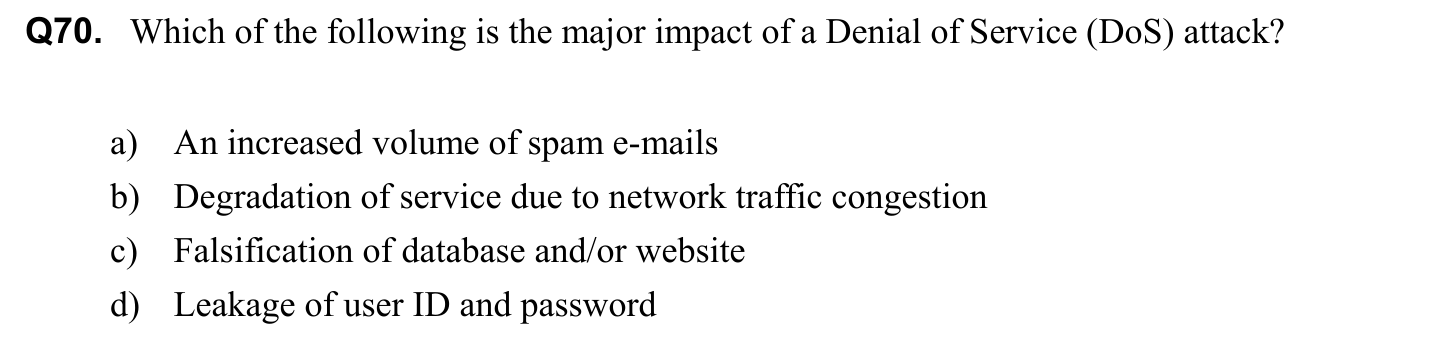 Q70. Which of the following is the major impact of a Denial of Service (DoS) attack?
a) An increased volume of spam e-mails
b) Degradation of service due to network traffic congestion
c) Falsification of database and/or website
d) Leakage of user ID and password